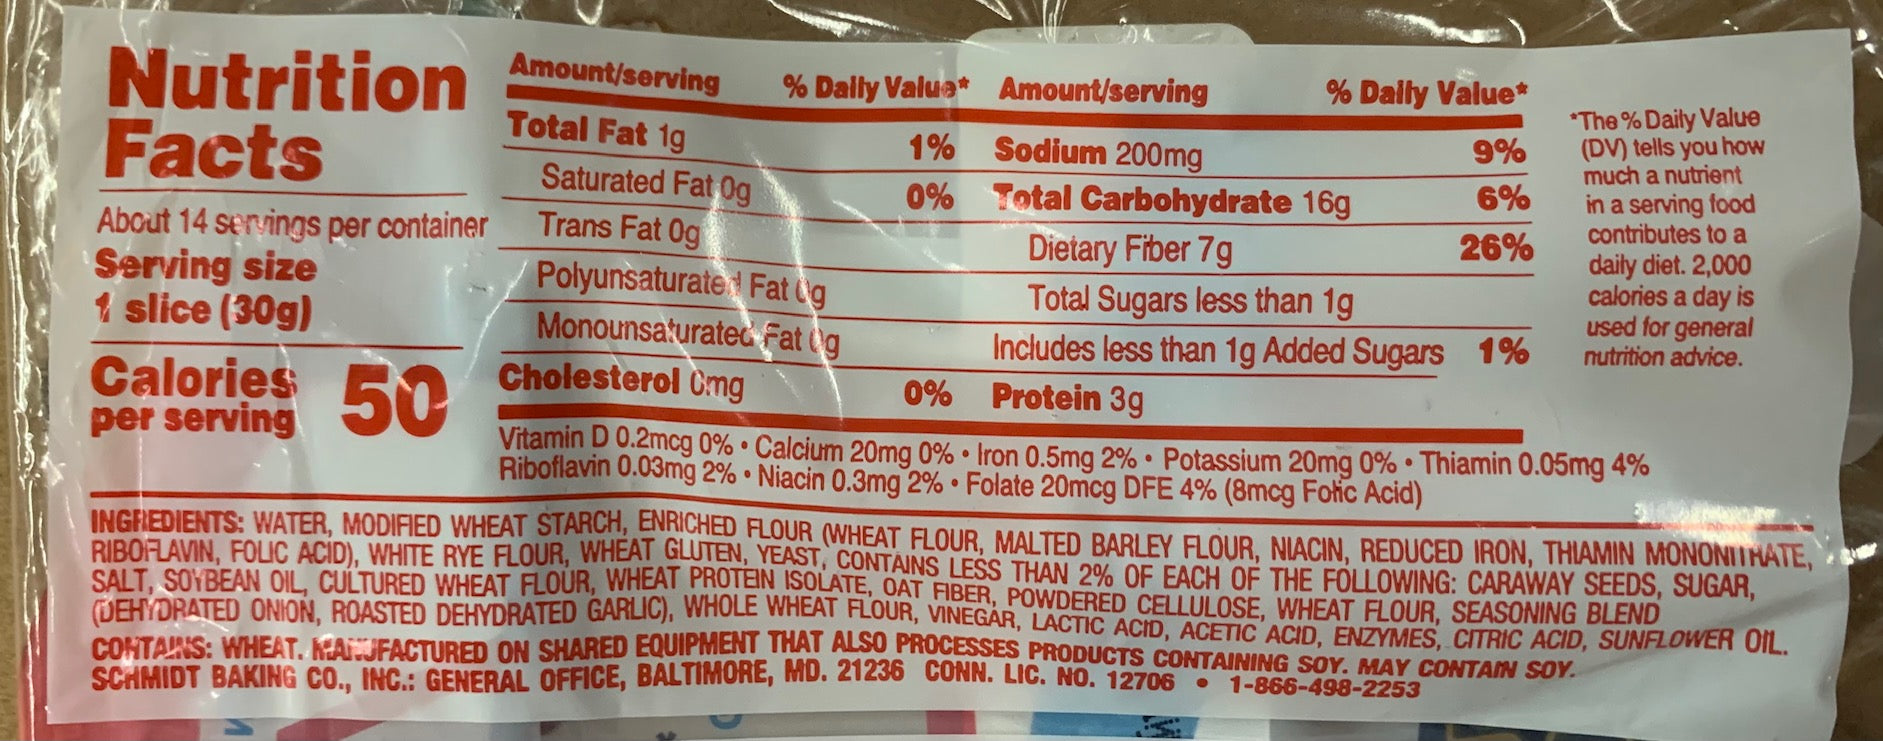 Nutrition
Facts
About 14 servings per container
Serving size
1 slice (30g)
Calories
per serving
50
Amount/serving % Daily Value*
Total Fat 1g 1%
Saturated Fat 0g 0%
Trans Fat 0g
Polyunsaturated Fat 0g
Monounsaturated Fat 0g
Cholesterol 0mg 0%
Amount/serving % Daily Value*
Sodium 200mg 9%
Total Carbohydrate 16g 6%
Dietary Fiber 7g 26%
Total Sugars less than 1g
Includes less than 1g Added Sugars 1%
Protein 3g
Vitamin D 0.2mcg 0% • Calcium 20mg 0% • Iron 0.5mg 2% • Potassium 20mg 0% • Thiamin 0.05mg 4%
Riboflavin 0.03mg 2% • Niacin 0.3mg 2% • Folate 20mcg DFE 4% (8mcg Folic Acid)
*The % Daily Value
(DV) tells you how
much a nutrient
in a serving food
contributes to a
daily diet. 2,000
calories a day is
used for general
nutrition advice.
INGREDIENTS: WATER, MODIFIED WHEAT STARCH, ENRICHED FLOUR (WHEAT FLOUR, MALTED BARLEY FLOUR, NIACIN, REDUCED IRON, THIAMIN MONONITRATE,
RIBOFLAVIN, FOLIC ACID), WHITE RYE FLOUR, WHEAT GLUTEN, YEAST, CONTAINS LESS THAN 2% OF EACH OF THE FOLLOWING: CARAWAY SEEDS, SUGAR,
SALT, SOYBEAN OIL, CULTURED WHEAT FLOUR, WHEAT PROTEIN ISOLATE, OAT FIBER, POWDERED CELLULOSE, WHEAT FLOUR, SEASONING BLEND
(DEHYDRATED ONION, ROASTED DEHYDRATED GARLIC), WHOLE WHEAT FLOUR, VINEGAR, LACTIC ACID, ACETIC ACID, ENZYMES, CITRIC ACID, SUNFLOWER OIL.
CONTAINS: WHEAT. MANUFACTURED ON SHARED EQUIPMENT THAT ALSO PROCESSES PRODUCTS CONTAINING SOY. MAY CONTAIN SOY.
SCHMIDT BAKING CO., INC.: GENERAL OFFICE, BALTIMORE, MD. 21236 CONN. LIC. NO. 12706 • 1-866-498-2253